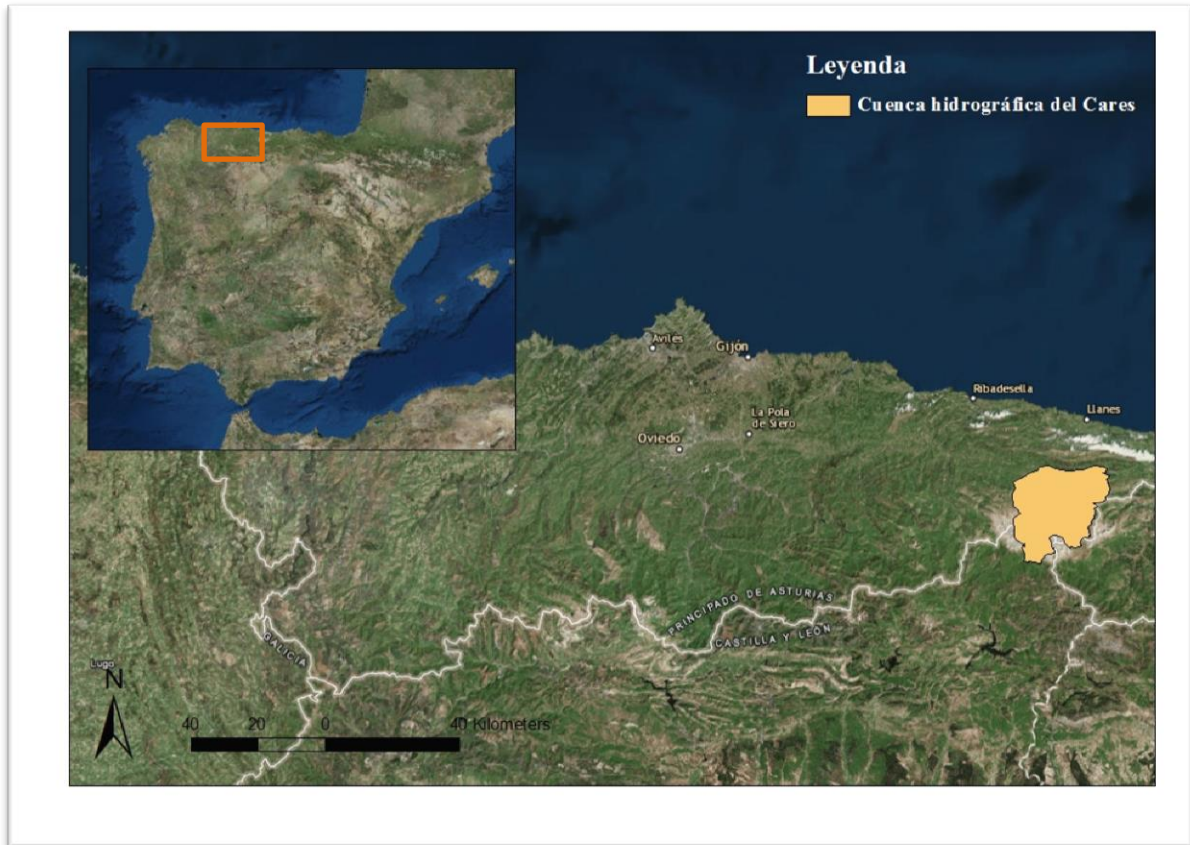 Leyenda
Cuenca hidrográfica del Cares
Avilés
Gijón
Ribadesella
Llanes
La Pola
de Siero
Oviedo
PRINCIPADO DE ASTURIAS
CASTILLA Y LEÓN
GALICIA
Lugo
N
40 20 0 40 Kilometers